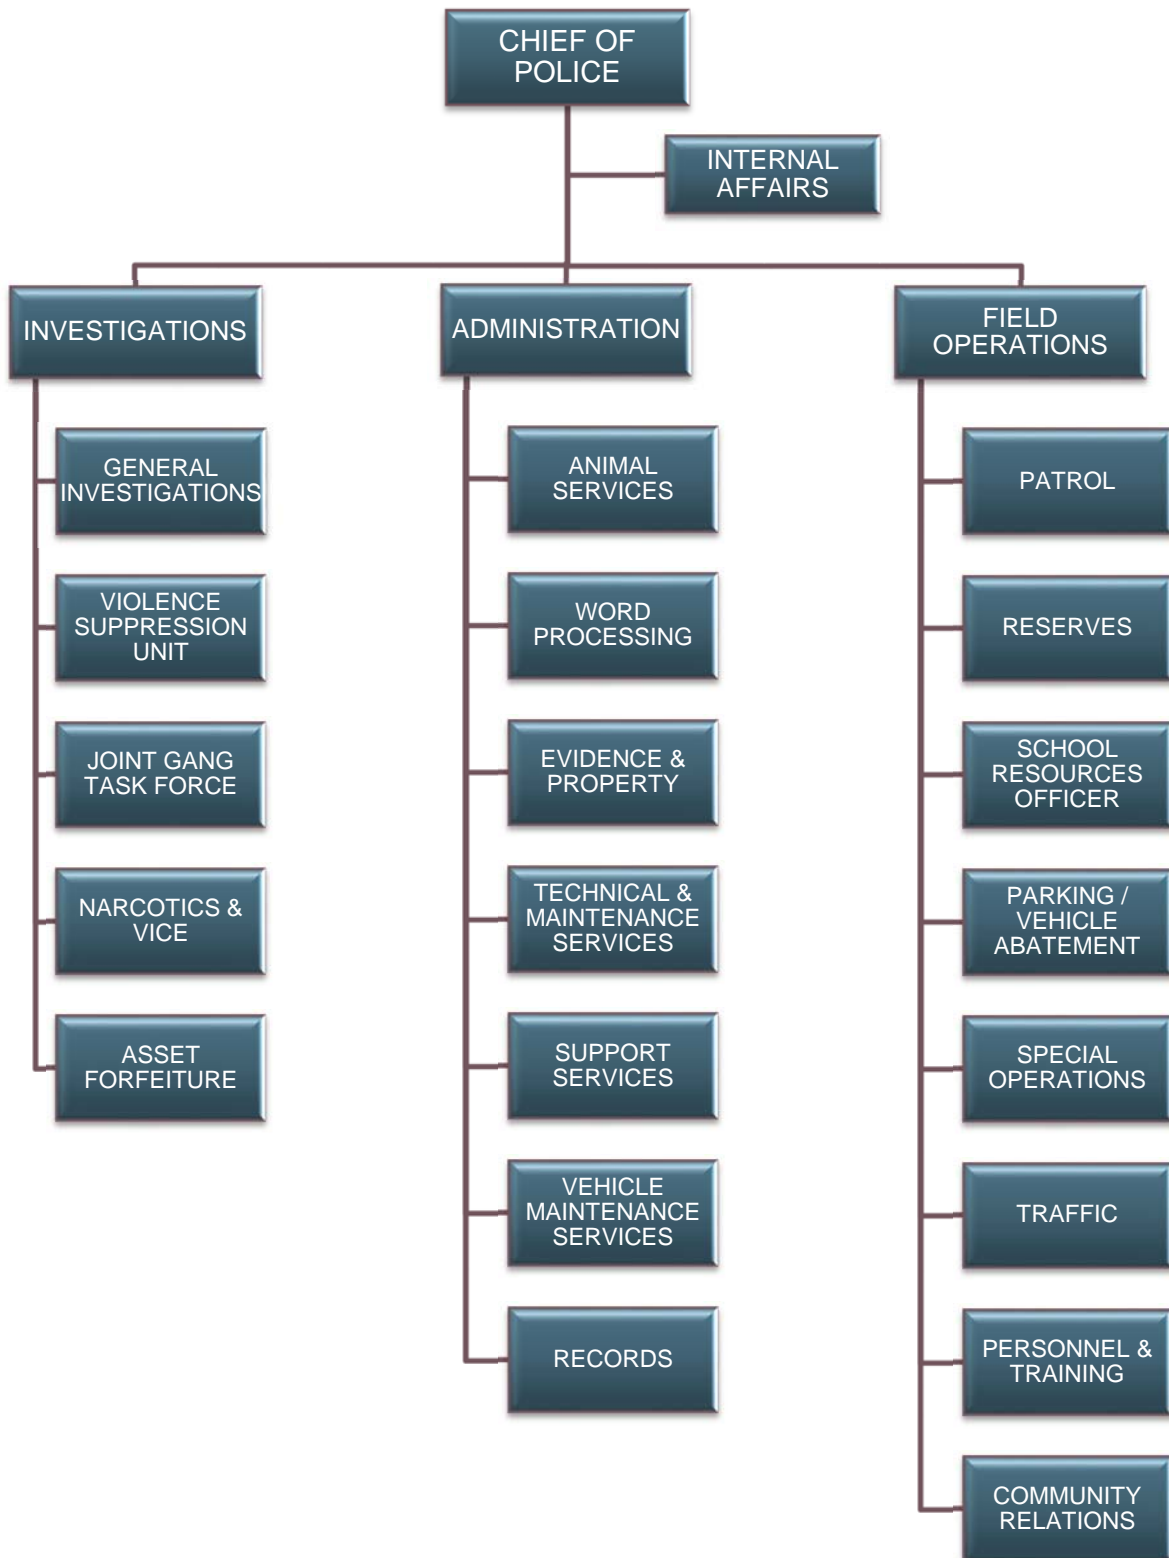 CHIEF OF
POLICE
INTERNAL
AFFAIRS
INVESTIGATIONS
GENERAL
INVESTIGATIONS
VIOLENCE
SUPPRESSION
UNIT
JOINT GANG
TASK FORCE
NARCOTICS &
VICE
ASSET
FORFEITURE
ADMINISTRATION
ANIMAL
SERVICES
WORD
PROCESSING
EVIDENCE &
PROPERTY
TECHNICAL &
MAINTENANCE
SERVICES
SUPPORT
SERVICES
VEHICLE
MAINTENANCE
SERVICES
RECORDS
FIELD
OPERATIONS
PATROL
RESERVES
SCHOOL
RESOURCES
OFFICER
PARKING /
VEHICLE
ABATEMENT
SPECIAL
OPERATIONS
TRAFFIC
PERSONNEL &
TRAINING
COMMUNITY
RELATIONS